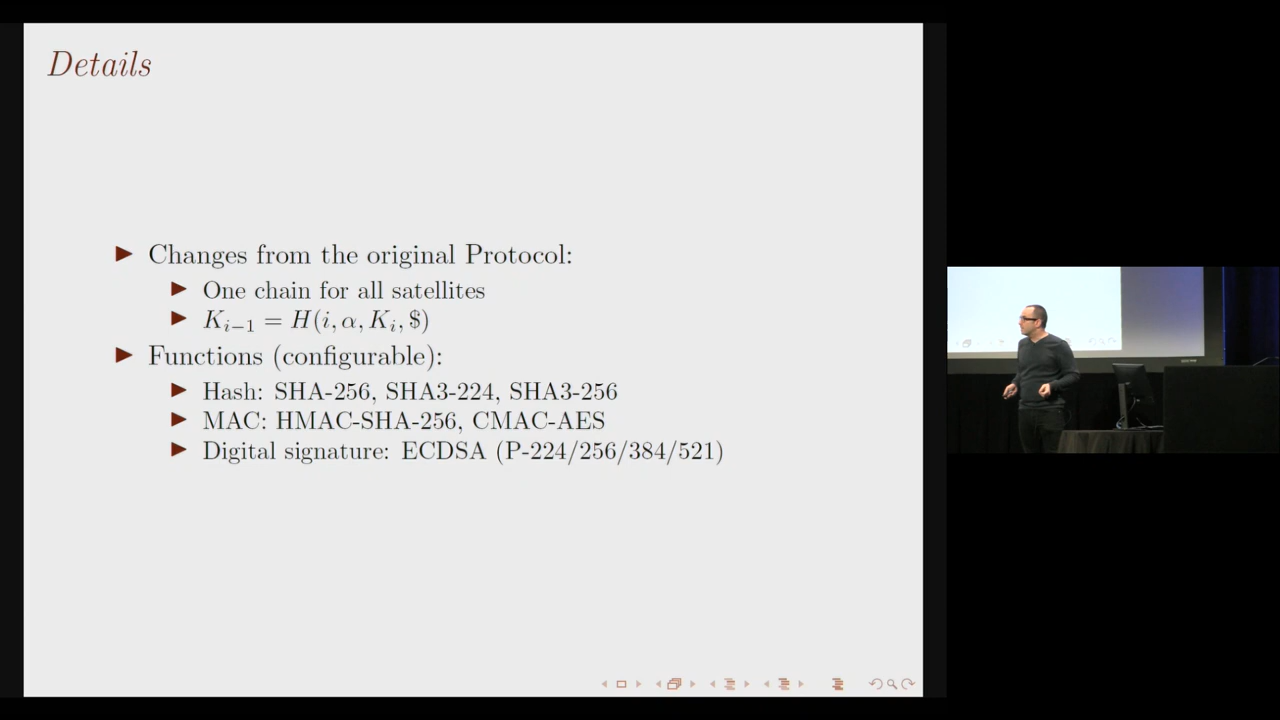 Details
Changes from the original Protocol:
One chain for all satellites
K_{i−1} = H(i, α, K_i, $)
Functions (configurable):
Hash: SHA-256, SHA3-224, SHA3-256
MAC: HMAC-SHA-256, CMAC-AES
Digital signature: ECDSA (P-224/256/384/521)